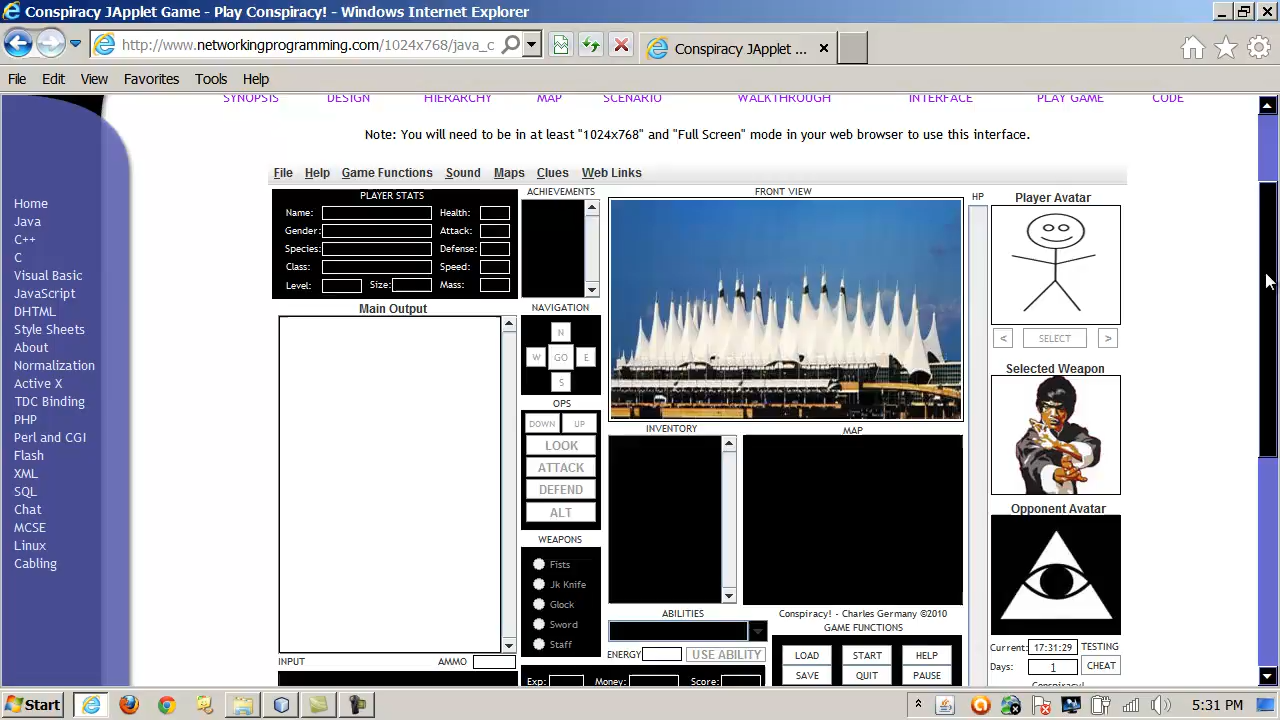 Conspiracy JApplet Game - Play Conspiracy! - Windows Internet Explorer
http://www.networkingprogramming.com/1024x768/java_c
Conspiracy JApplet ...
File Edit View Favorites Tools Help
SYNOPSIS DESIGN HIERARCHY MAP SCENARIO WALKTHROUGH INTERFACE PLAY GAME CODE
Note: You will need to be in at least "1024x768" and "Full Screen" mode in your web browser to use this interface.
Home
Java
C++
C
Visual Basic
JavaScript
DHTML
Style Sheets
About
Normalization
Active X
TDC Binding
PHP
Perl and CGI
Flash
XML
SQL
Chat
MCSE
Linux
Cabling
File Help Game Functions Sound Maps Clues Web Links
PLAYER STATS
Name: Health:
Gender: Attack:
Species: Defense:
Class: Speed:
Level: Size: Mass:
Main Output
INPUT AMMO
ACHIEVEMENTS
NAVIGATION
N
W GO E
S
OPS
DOWN UP
LOOK
ATTACK
DEFEND
ALT
WEAPONS
Fists
Jk Knife
Glock
Sword
Staff
FRONT VIEW
INVENTORY MAP
ABILITIES
ENERGY USE ABILITY
Exp: Money: Score:
Conspiracy! - Charles Germany ©2010
GAME FUNCTIONS
LOAD START HELP
SAVE QUIT PAUSE
HP
Player Avatar
< SELECT >
Selected Weapon
Opponent Avatar
Current: 17:31:29 TESTING
Days: 1 CHEAT
Conspiracy!
Start
5:31 PM